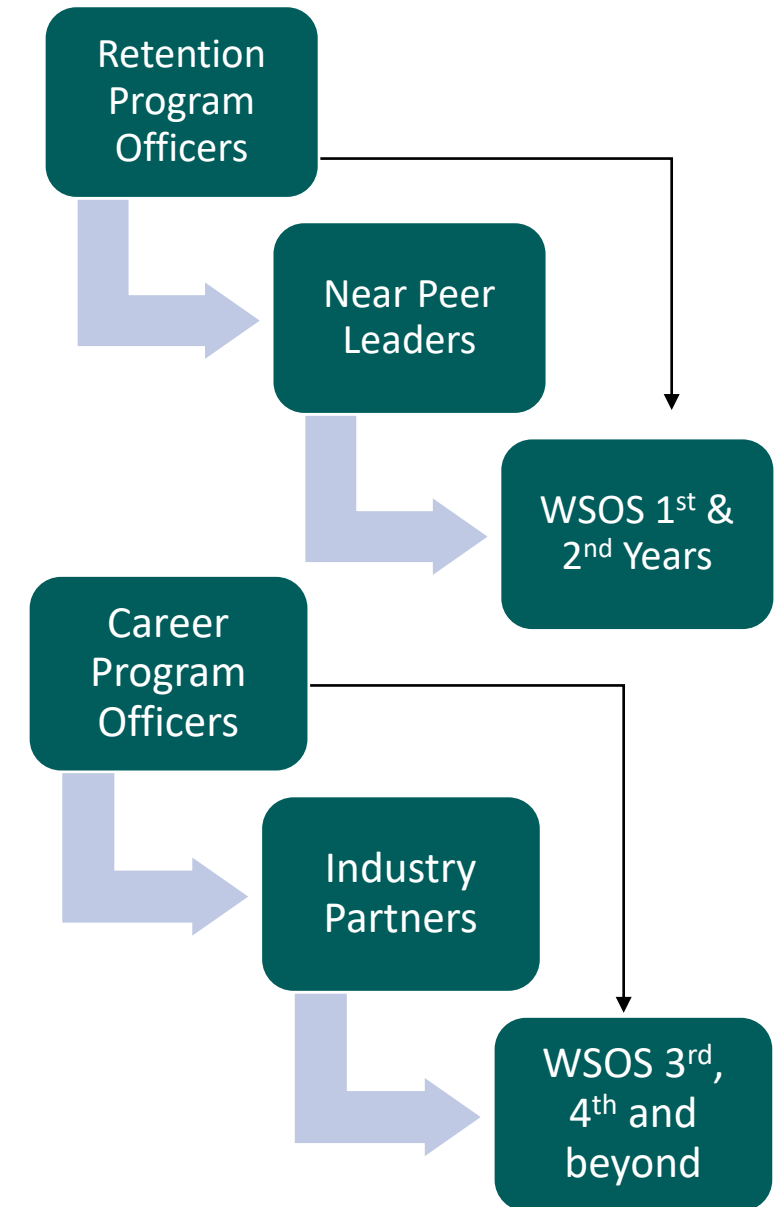 Retention
Program
Officers
Near Peer
Leaders
WSOS 1st &
2nd Years
Career
Program
Officers
Industry
Partners
WSOS 3rd,
4th and
beyond